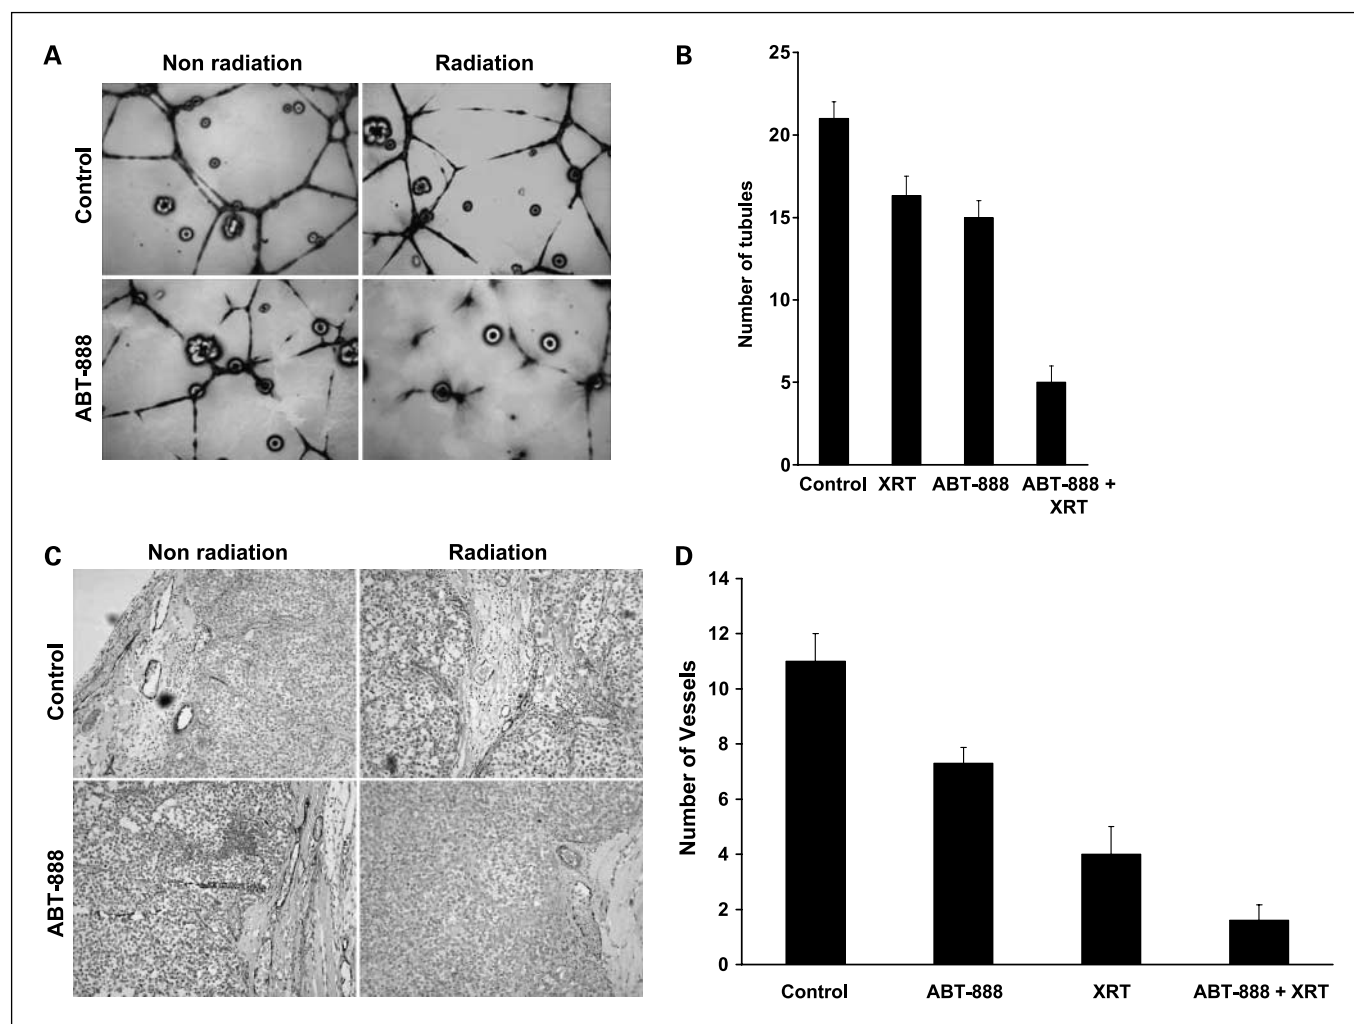 A
Non radiation
Radiation
Control
ABT-888
B
25
20
15
10
5
0
Number of tubules
Control
XRT
ABT-888
ABT-888 +
XRT
C
Non radiation
Radiation
Control
ABT-888
D
14
12
10
8
6
4
2
0
Number of Vessels
Control
ABT-888
XRT
ABT-888 + XRT